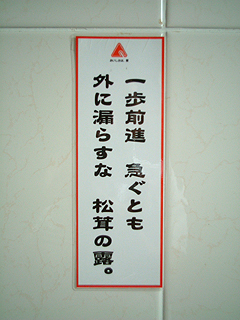 一歩前進　急ぐとも
外に漏らすな　松茸の露。